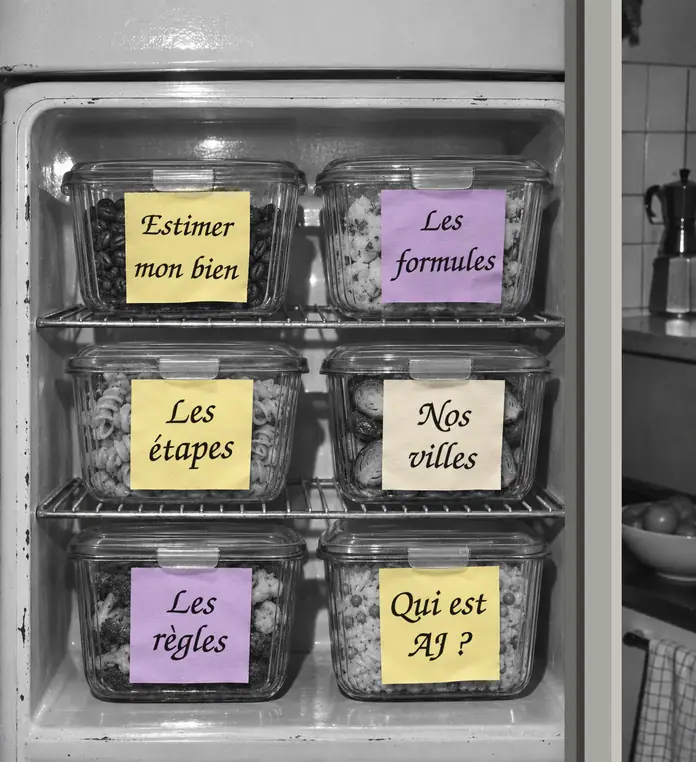 Estimer
mon bien
Les
formules
Les
étapes
Nos
villes
Les
règles
Qui est
AJ ?